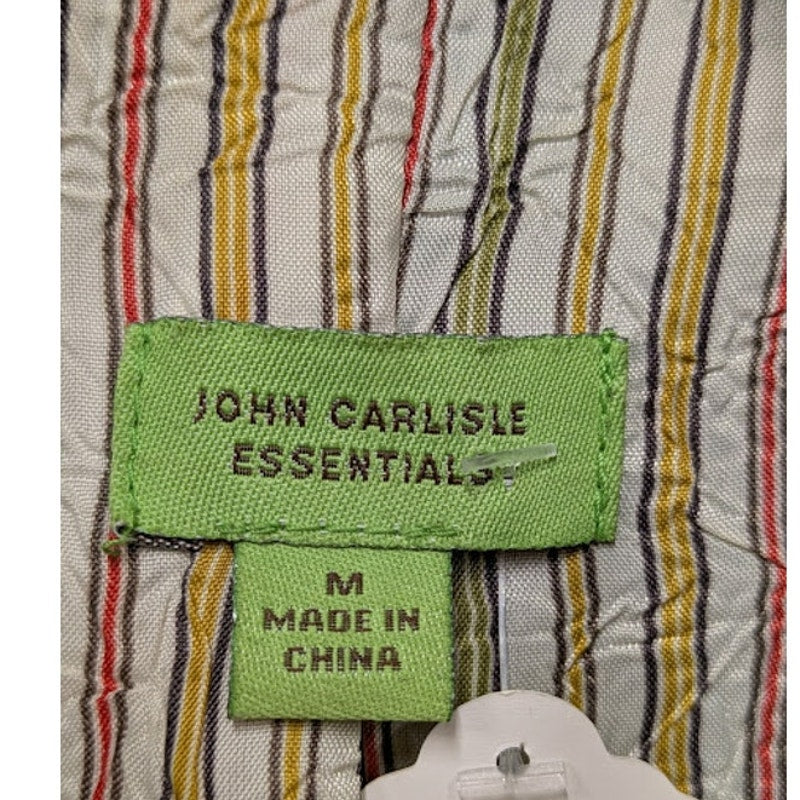 JOHN CARLISLE
ESSENTIALS
M
MADE IN
CHINA